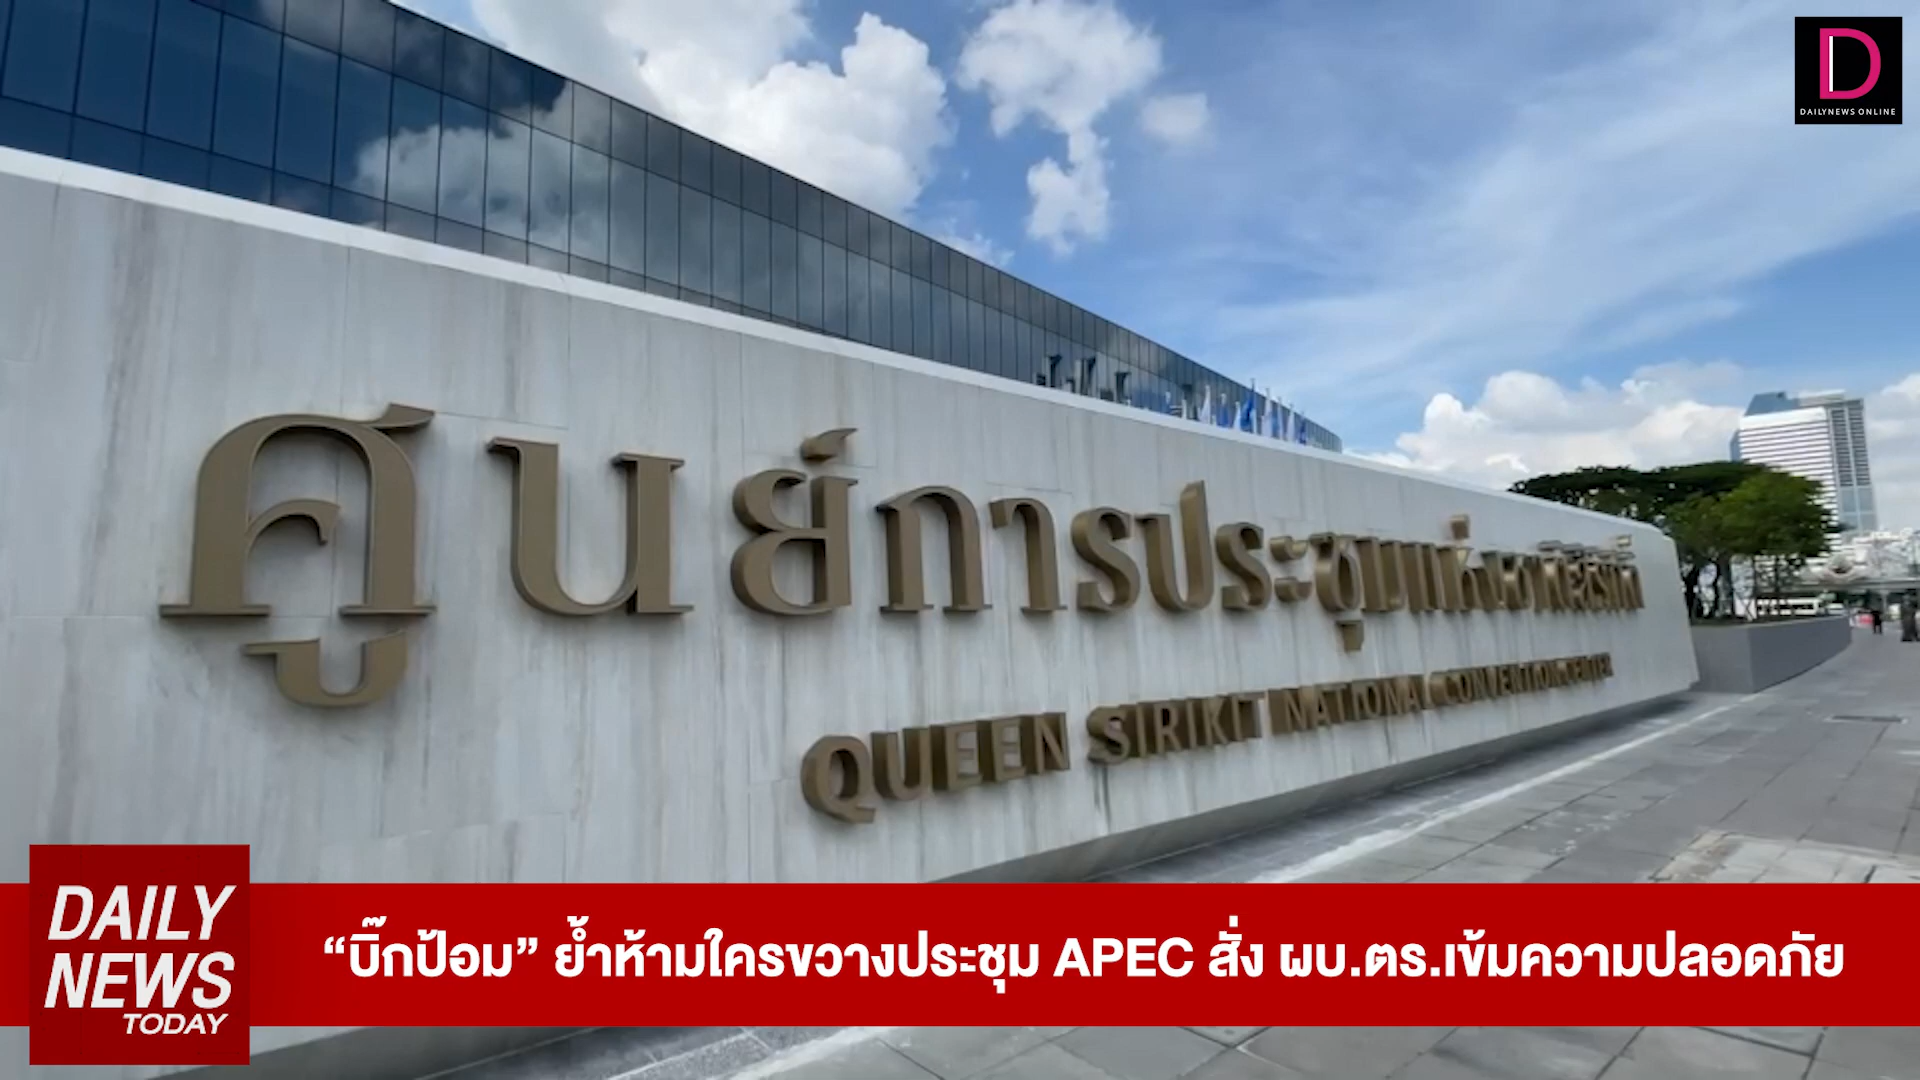 D
DAILYNEWS ONLINE
ศูนย์การประชุมแห่งชาติสิริกิติ์
QUEEN SIRIKIT NATIONAL CONVENTION CENTER
DAILY
NEWS
TODAY
“บิ๊กป้อม” ย้ำห้ามใครขวางประชุม APEC สั่ง ผบ.ตร.เข้มความปลอดภัย